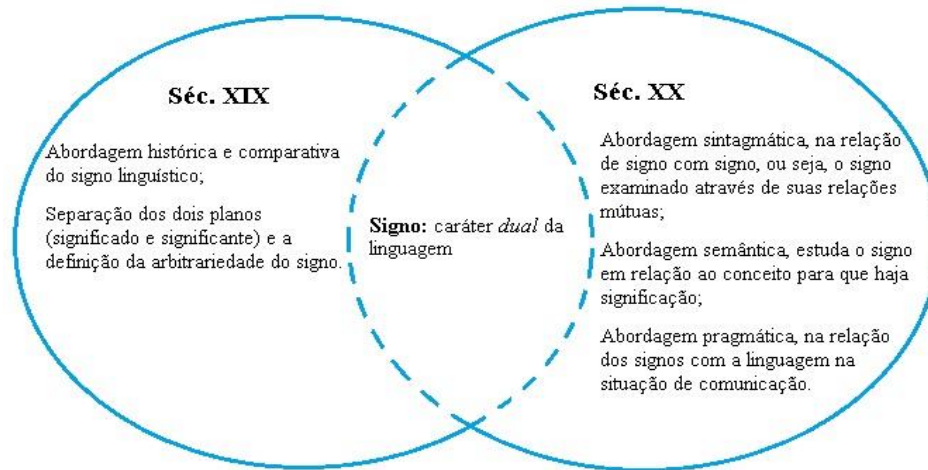 Séc. XIX
Abordagem histórica e comparativa
do signo linguístico;
Separação dos dois planos
(significado e significante) e a
definição da arbitrariedade do signo.
Signo: caráter dual da
linguagem
Séc. XX
Abordagem sintagmática, na relação
de signo com signo, ou seja, o signo
examinado através de suas relações
mútuas;
Abordagem semântica, estuda o signo
em relação ao conceito para que haja
significação;
Abordagem pragmática, na relação
dos signos com a linguagem na
situação de comunicação.